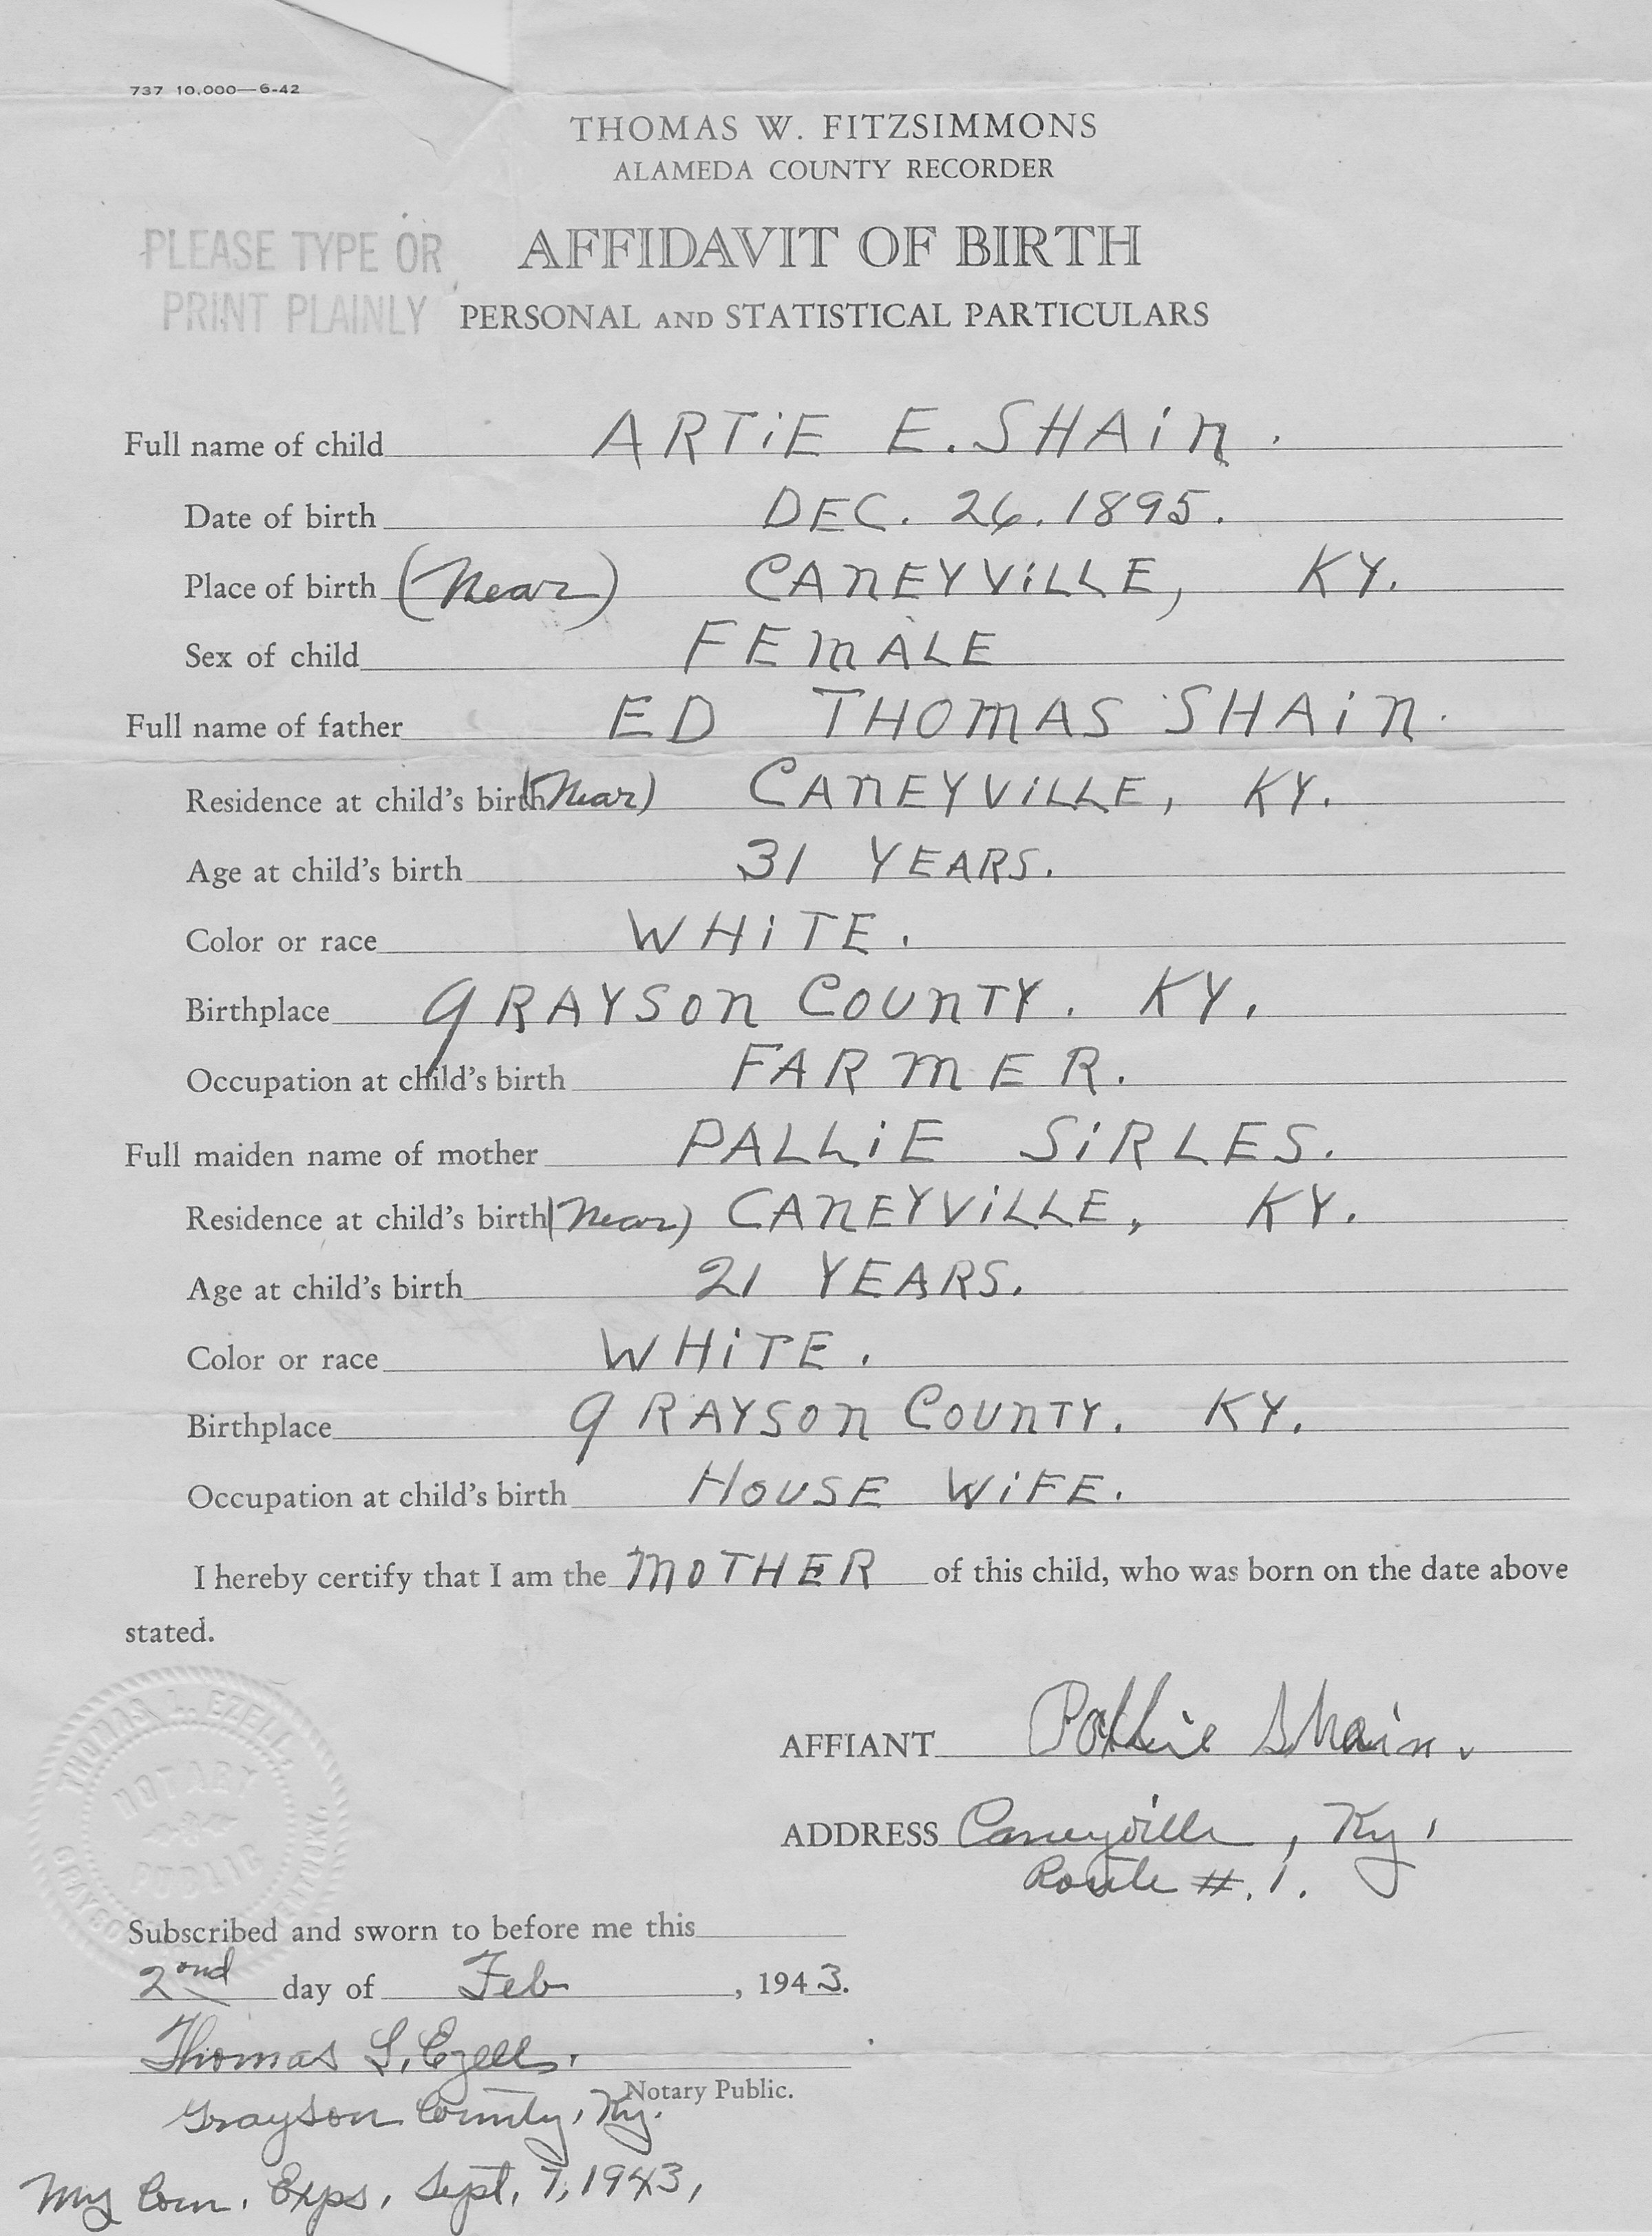 737 10,000—6-42
THOMAS W. FITZSIMMONS
ALAMEDA COUNTY RECORDER
PLEASE TYPE OR
PRINT PLAINLY
AFFIDAVIT OF BIRTH
PERSONAL AND STATISTICAL PARTICULARS
Full name of child ARTiE E. SHAin.
Date of birth DEC. 26. 1895.
Place of birth (Near) CAnEYViLLE, KY.
Sex of child FEmALE
Full name of father ED THOmAS SHAin.
Residence at child's birth (Near) CAnEYViLLE, KY.
Age at child's birth 31 YEARS.
Color or race WHiTE.
Birthplace GRAYSOn COUnTY. KY.
Occupation at child's birth FARmER.
Full maiden name of mother PALLiE SiRLES.
Residence at child's birth (Near) CAnEYViLLE, KY.
Age at child's birth 21 YEARS.
Color or race WHiTE.
Birthplace GRAYSOn COUnTY. KY.
Occupation at child's birth HOUSE WiFE.
I hereby certify that I am the mOTHER of this child, who was born on the date above
stated.
AFFIANT Pallie Shain.
ADDRESS Caneyville, Ky,
Route #. 1.
THOMAS L. EZELL
NOTARY
PUBLIC
GRAYSON COUNTY
Subscribed and sworn to before me this
2nd day of Feb, 1943.
Thomas L. Ezell.
Notary Public.
Grayson County, Ky.
My Com. Exps, Sept, 7, 1943,